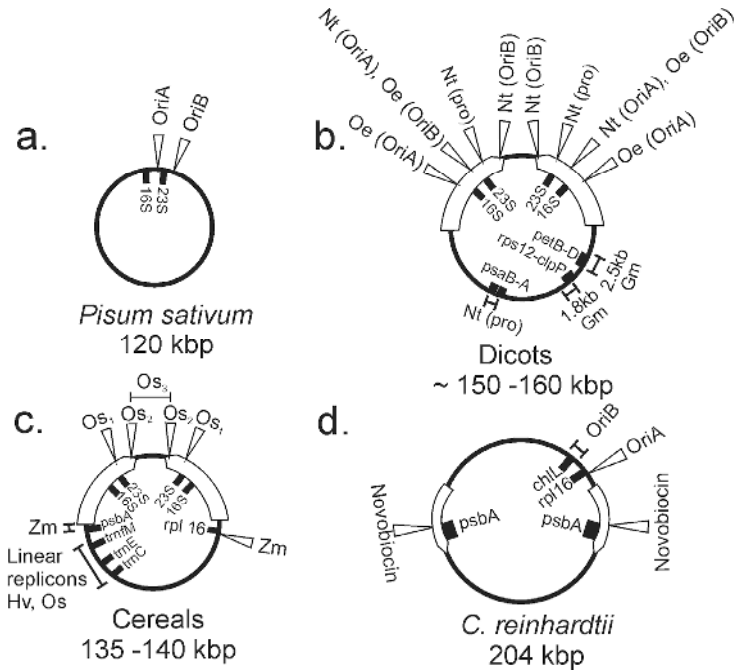 a.
OriA
OriB
16S
23S
Pisum sativum
120 kbp
b.
Oe (OriA)
Nt (OriA), Oe (OriB)
Nt (pro)
Nt (OriB)
Nt (OriB)
Nt (pro)
Nt (OriA), Oe (OriB)
Oe (OriA)
16S
23S
23S
16S
petB-D
rps12-clpP
psaB-A
2.5kb
Gm
1.8kb
Gm
Nt (pro)
Dicots
~ 150 -160 kbp
c.
Os3
Os1
Os2
Os2
Os1
16S
23S
23S
16S
rpl 16
Zm
psbA
trnfM
trnE
trnC
Zm
Linear
replicons
Hv, Os
Cereals
135 -140 kbp
d.
OriB
OriA
chlL
rpl16
Novobiocin
psbA
psbA
Novobiocin
C. reinhardtii
204 kbp